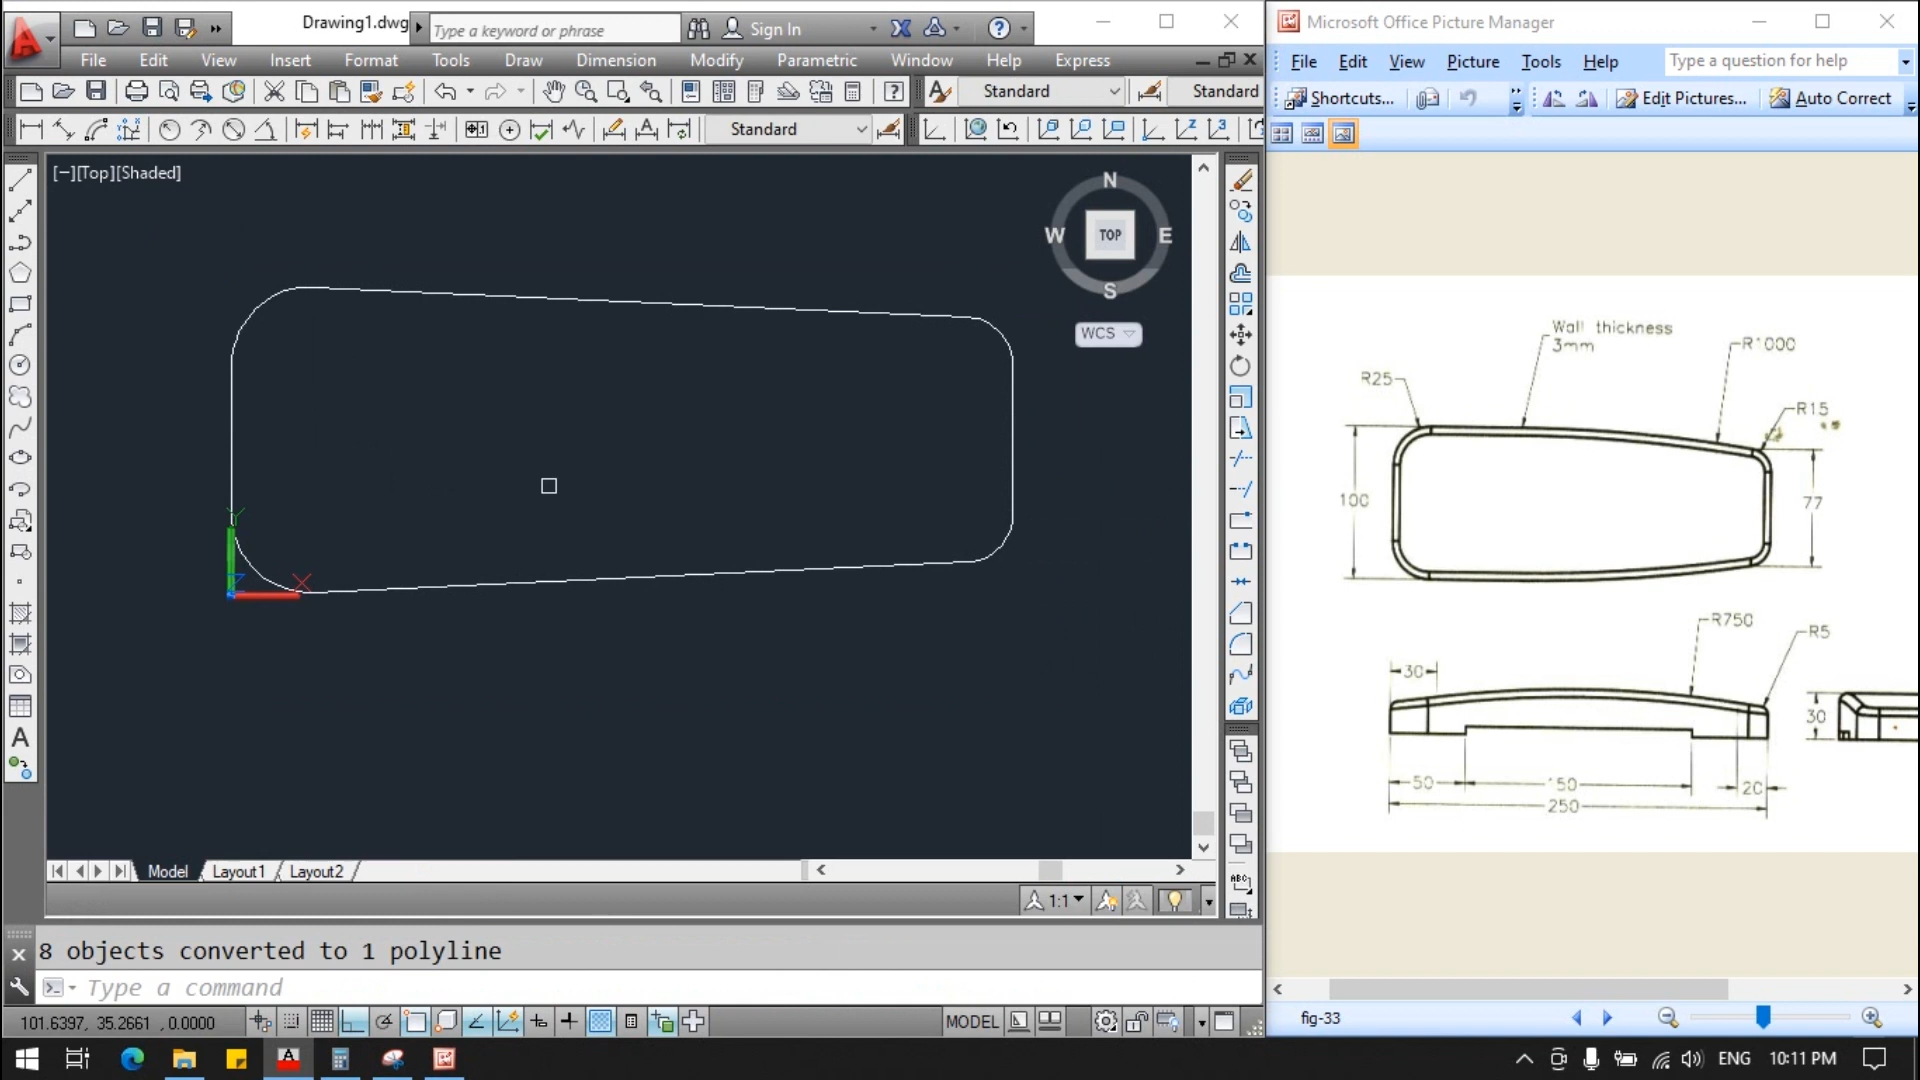 Drawing1.dwg
Type a keyword or phrase
Sign In
File Edit View Insert Format Tools Draw Dimension Modify Parametric Window Help Express
Standard
Standard
Standard
[−][Top][Shaded]
N
W TOP E
S
WCS
Y
X
Z
A
ABC
Model Layout1 Layout2
1:1
8 objects converted to 1 polyline
Type a command
101.6397, 35.2661 , 0.0000
MODEL
Microsoft Office Picture Manager
File Edit View Picture Tools Help
Type a question for help
Shortcuts...
Edit Pictures...
Auto Correct
Wall thickness
3mm
R1000
R25
R15
100
77
R750
R5
30
30
50
150
20
250
fig-33
ENG
10:11 PM